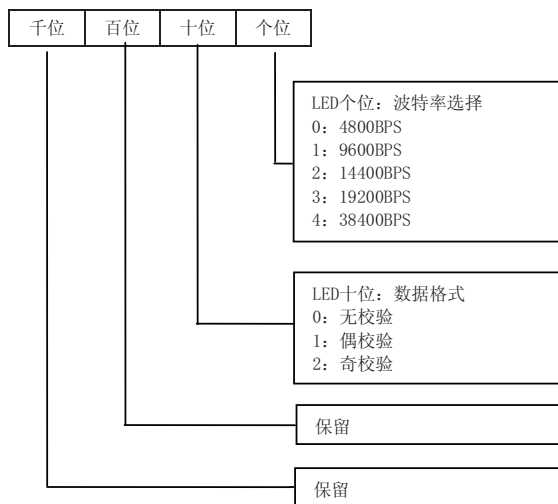 千位 百位 十位 个位
LED个位：波特率选择
0：4800BPS
1：9600BPS
2：14400BPS
3：19200BPS
4：38400BPS
LED十位：数据格式
0：无校验
1：偶校验
2：奇校验
保留
保留